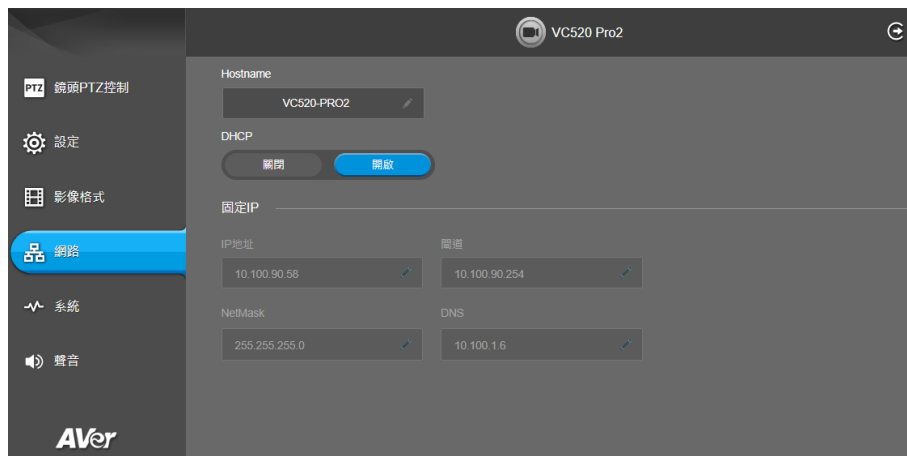 VC520 Pro2
PTZ 鏡頭PTZ控制
設定
影像格式
網路
系統
聲音
AVer
Hostname
VC520-PRO2
DHCP
關閉 開啟
固定IP
IP地址 閘道
10.100.90.58 10.100.90.254
NetMask DNS
255.255.255.0 10.100.1.6